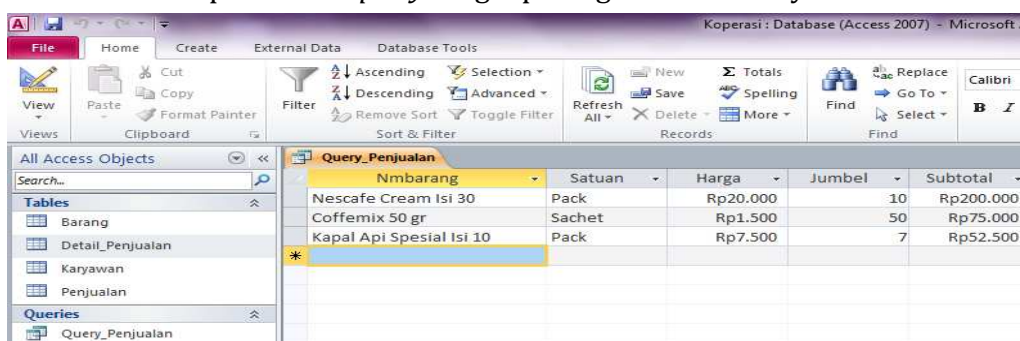 Koperasi : Database (Access 2007) - Microsoft
File Home Create External Data Database Tools
View Paste Cut Copy Format Painter
Views Clipboard
Filter Ascending Descending Remove Sort Selection Advanced Toggle Filter
Sort & Filter
Refresh All New Save Delete Σ Totals Spelling More
Records
Find Replace Go To Select
Find
Calibri
B I
All Access Objects
Search...
Tables
Barang
Detail_Penjualan
Karyawan
Penjualan
Queries
Query_Penjualan
Query_Penjualan
Nmbarang Satuan Harga Jumbel Subtotal
Nescafe Cream Isi 30 Pack Rp20.000 10 Rp200.000
Coffemix 50 gr Sachet Rp1.500 50 Rp75.000
Kapal Api Spesial Isi 10 Pack Rp7.500 7 Rp52.500